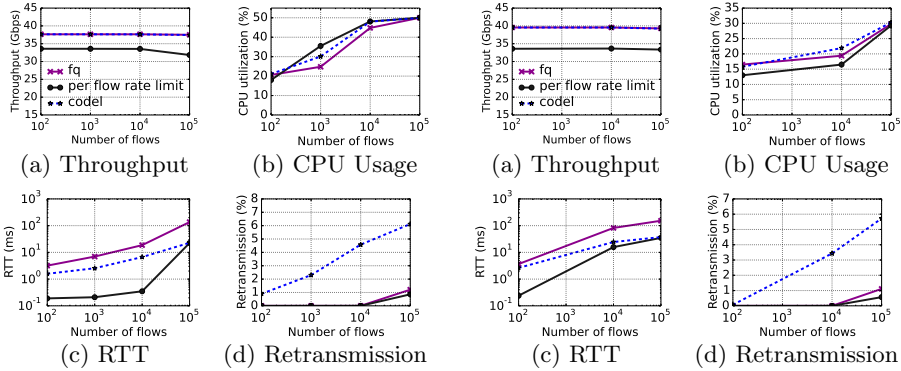 45
40
35
30
25
20
15
Throughput (Gbps)
fq
per flow rate limit
codel
10^2 10^3 10^4 10^5
Number of flows
(a) Throughput
50
40
30
20
10
0
CPU utilization (%)
10^2 10^3 10^4 10^5
Number of flows
(b) CPU Usage
45
40
35
30
25
20
15
Throughput (Gbps)
fq
per flow rate limit
codel
10^2 10^3 10^4 10^5
Number of flows
(a) Throughput
35
30
25
20
15
10
5
0
CPU utilization (%)
10^2 10^3 10^4 10^5
Number of flows
(b) CPU Usage
10^3
10^2
10^1
10^0
10^-1
RTT (ms)
10^2 10^3 10^4 10^5
Number of flows
(c) RTT
8
7
6
5
4
3
2
1
0
Retransmission (%)
10^2 10^3 10^4 10^5
Number of flows
(d) Retransmission
10^3
10^2
10^1
10^0
10^-1
RTT (ms)
10^2 10^3 10^4 10^5
Number of flows
(c) RTT
7
6
5
4
3
2
1
0
Retransmission (%)
10^2 10^3 10^4 10^5
Number of flows
(d) Retransmission